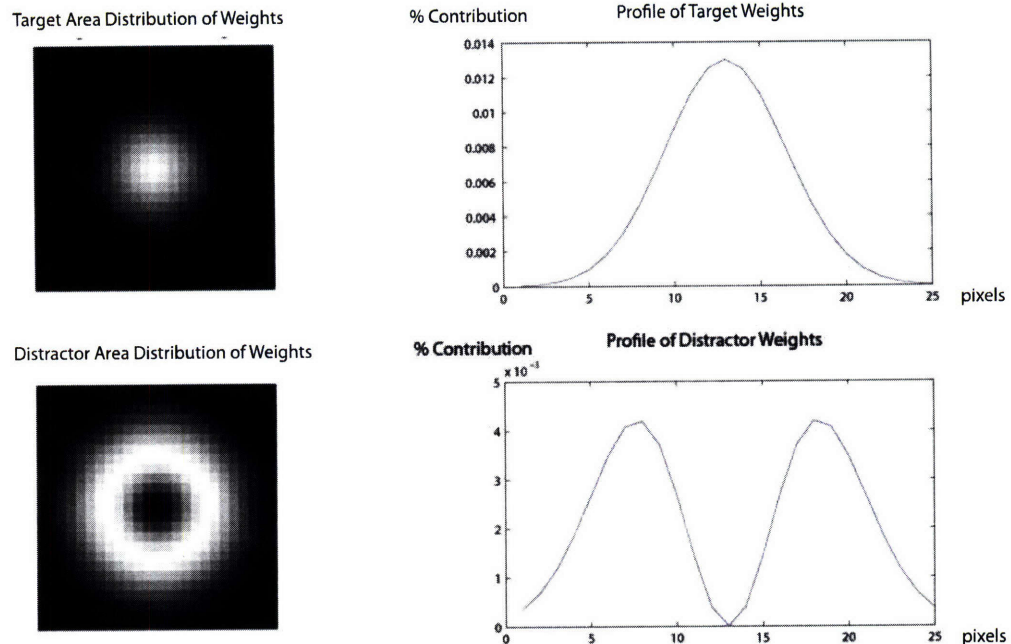 Target Area Distribution of Weights
% Contribution
Profile of Target Weights
0.014
0.012
0.01
0.008
0.006
0.004
0.002
0
0 5 10 15 20 25 pixels
Distractor Area Distribution of Weights
% Contribution
Profile of Distractor Weights
x 10 -3
5
4
3
2
1
0
0 5 10 15 20 25 pixels